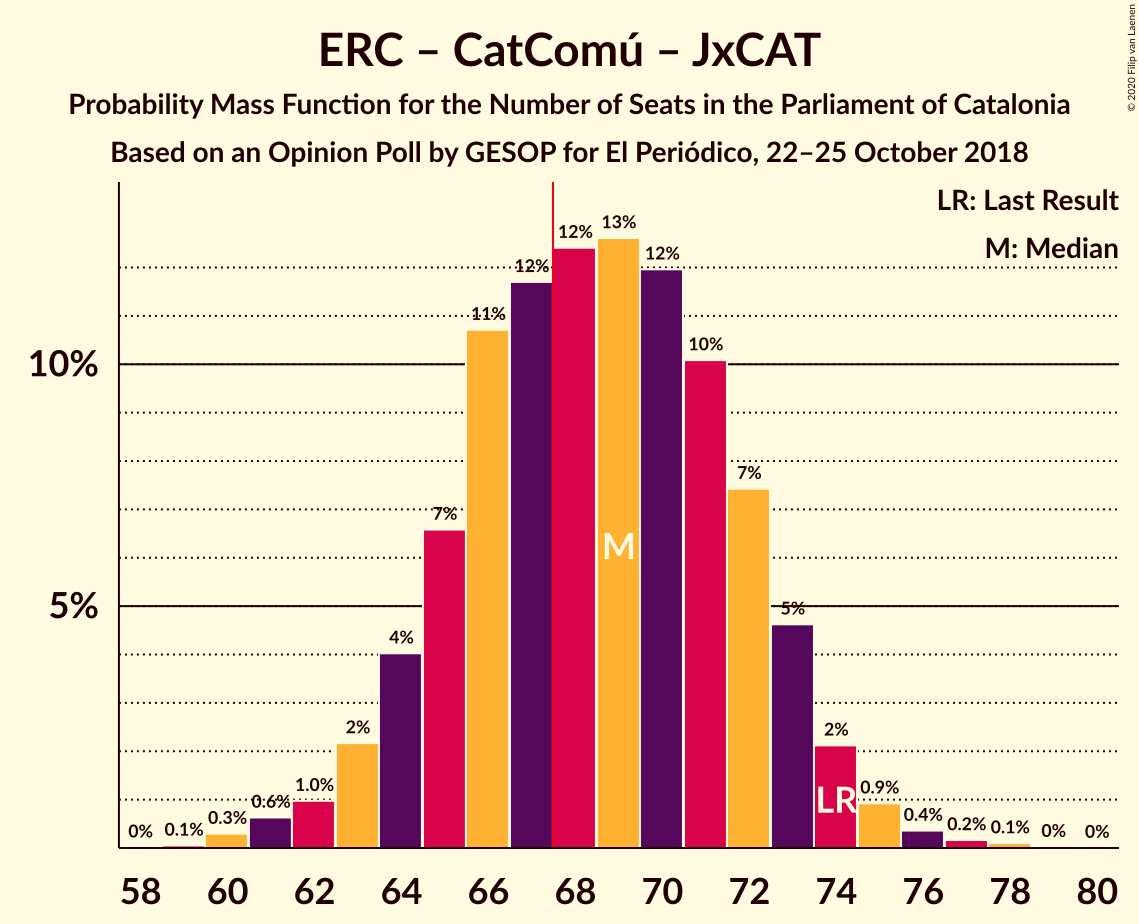 ERC – CatComú – JxCAT
Probability Mass Function for the Number of Seats in the Parliament of Catalonia
Based on an Opinion Poll by GESOP for El Periódico, 22–25 October 2018
© 2020 Filip van Laenen
LR: Last Result
M: Median
10%
5%
0%
0.1%
0.3%
0.6%
1.0%
2%
4%
7%
11%
12%
12%
13%
12%
10%
7%
5%
2%
0.9%
0.4%
0.2%
0.1%
0%
0%
M
LR
58 60 62 64 66 68 70 72 74 76 78 80